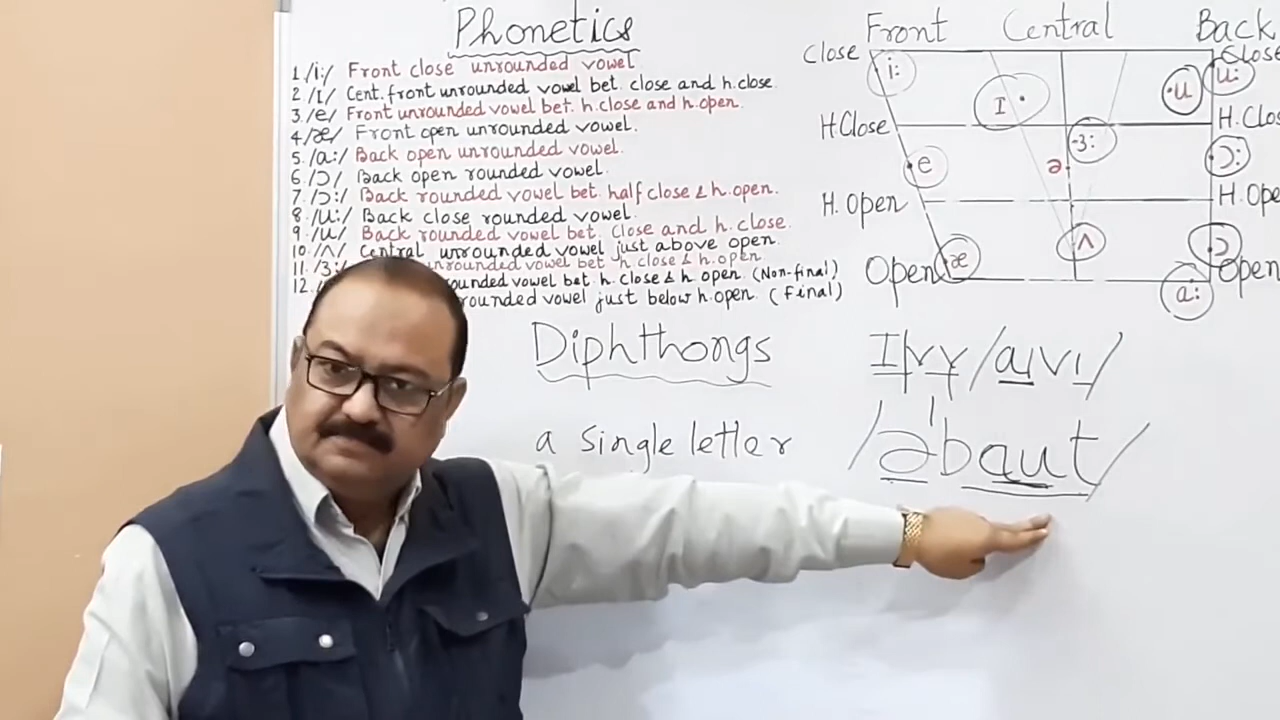 Phonetics
1. /i:/ Front close unrounded vowel
2. /I/ Cent. front unrounded vowel bet. close and h.close.
3. /e/ Front unrounded vowel bet. h.close and h.open.
4. /æ/ Front open unrounded vowel.
5. /a:/ Back open unrounded vowel.
6. /ɔ/ Back open rounded vowel.
7. /ɔ:/ Back rounded vowel bet. half close & h.open.
8. /u:/ Back close rounded vowel.
9. /u/ Back rounded vowel bet. close and h. close.
10. /ʌ/ Central unrounded vowel just above open.
11. /ɜ: unrounded vowel bet h close & h.open
12. rounded vowel bet. h. close & h open (Non-final)
rounded vowel just below h.open (final)
Front Central Back
Close Close
i: I u u:
H.Close H.Clos
e ɜ: ə ɔ:
H. Open H.Ope
æ ʌ ɔ
Open Open
a:
Diphthongs
Ivy /aIvI/
a single letter
/ə'baut/